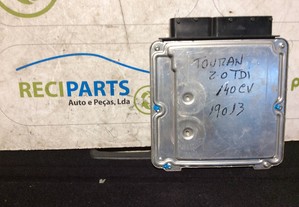 RECIPARTS
Auto e Peças, Lda
TOURAN
2.0 TDI
140CV
19013